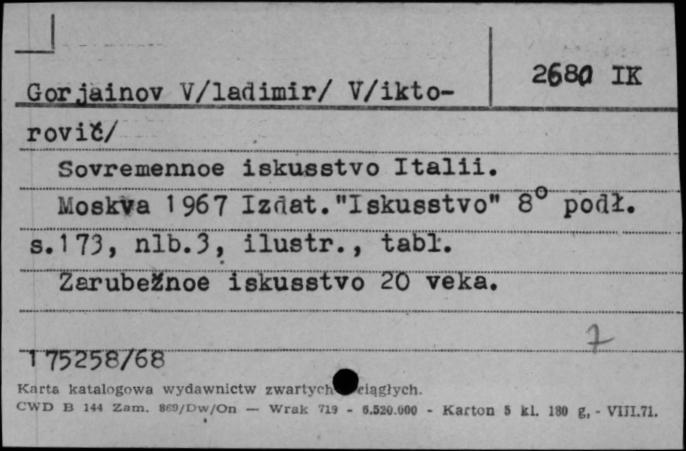 2680 IK
Gorjainov V/ladimir/ V/ikto-
rovič/
Sovremennoe iskusstvo Italii.
Moskva 1967 Izdat."Iskusstvo" 8° podł.
s.173, nlb.3, ilustr., tabl.
Zarubežnoe iskusstvo 20 veka.
7
175258/68
Karta katalogowa wydawnictw zwartych ciągłych.
CWD B 144 Zam. 869/Dw/On — Wrak 719 - 6.520.000 - Karton 5 kl. 180 g, - VIII.71.